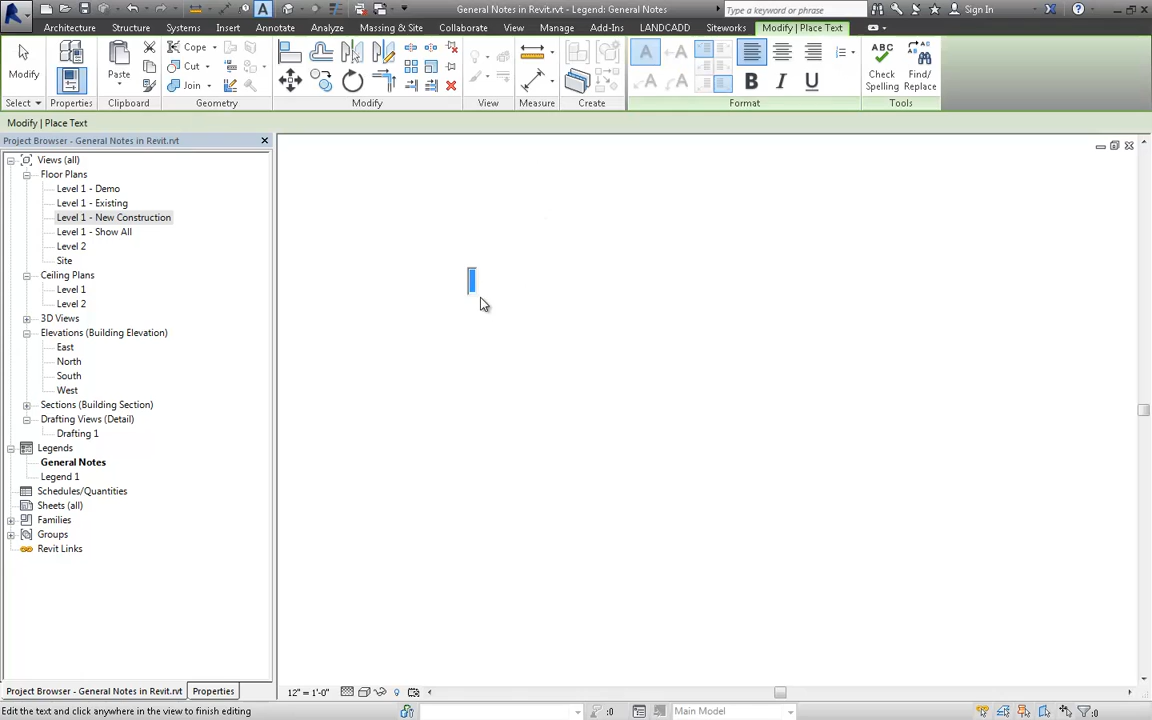 General Notes in Revit.rvt - Legend: General Notes
Type a keyword or phrase
Sign In
Architecture Structure Systems Insert Annotate Analyze Massing & Site Collaborate View Manage Add-Ins LANDCADD Siteworks Modify | Place Text
Modify
Paste
Cope
Cut
Join
ABC
Check Spelling
Find/ Replace
Select Properties Clipboard Geometry Modify View Measure Create Format Tools
Modify | Place Text
Project Browser - General Notes in Revit.rvt
Views (all)
Floor Plans
Level 1 - Demo
Level 1 - Existing
Level 1 - New Construction
Level 1 - Show All
Level 2
Site
Ceiling Plans
Level 1
Level 2
3D Views
Elevations (Building Elevation)
East
North
South
West
Sections (Building Section)
Drafting Views (Detail)
Drafting 1
Legends
General Notes
Legend 1
Schedules/Quantities
Sheets (all)
Families
Groups
Revit Links
Project Browser - General Notes in Revit.rvt Properties
12" = 1'-0"
Edit the text and click anywhere in the view to finish editing
:0
Main Model
:0